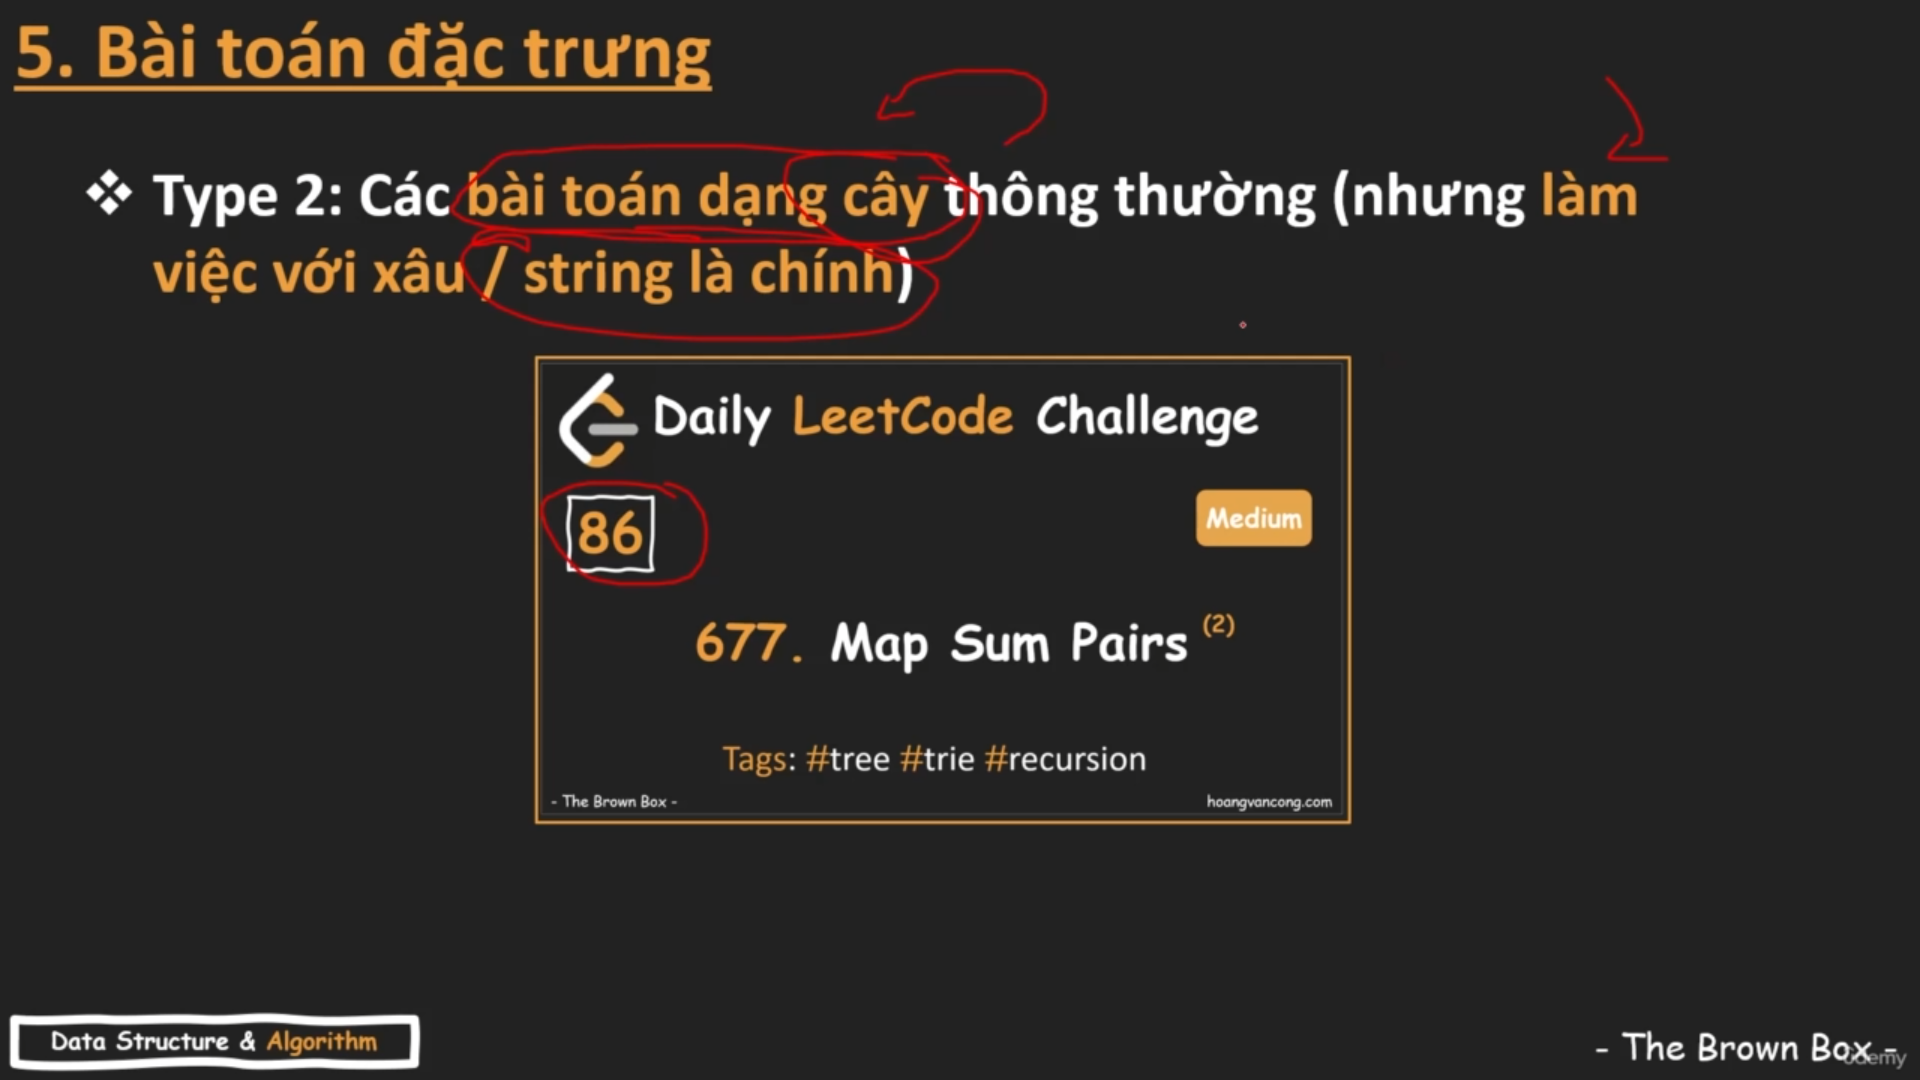 5. Bài toán đặc trưng
❖ Type 2: Các bài toán dạng cây thông thường (nhưng làm
việc với xâu / string là chính)
Daily LeetCode Challenge
86
Medium
677. Map Sum Pairs (2)
Tags: #tree #trie #recursion
- The Brown Box -
hoangvancong.com
Data Structure & Algorithm
- The Brown Box -
ûdemy